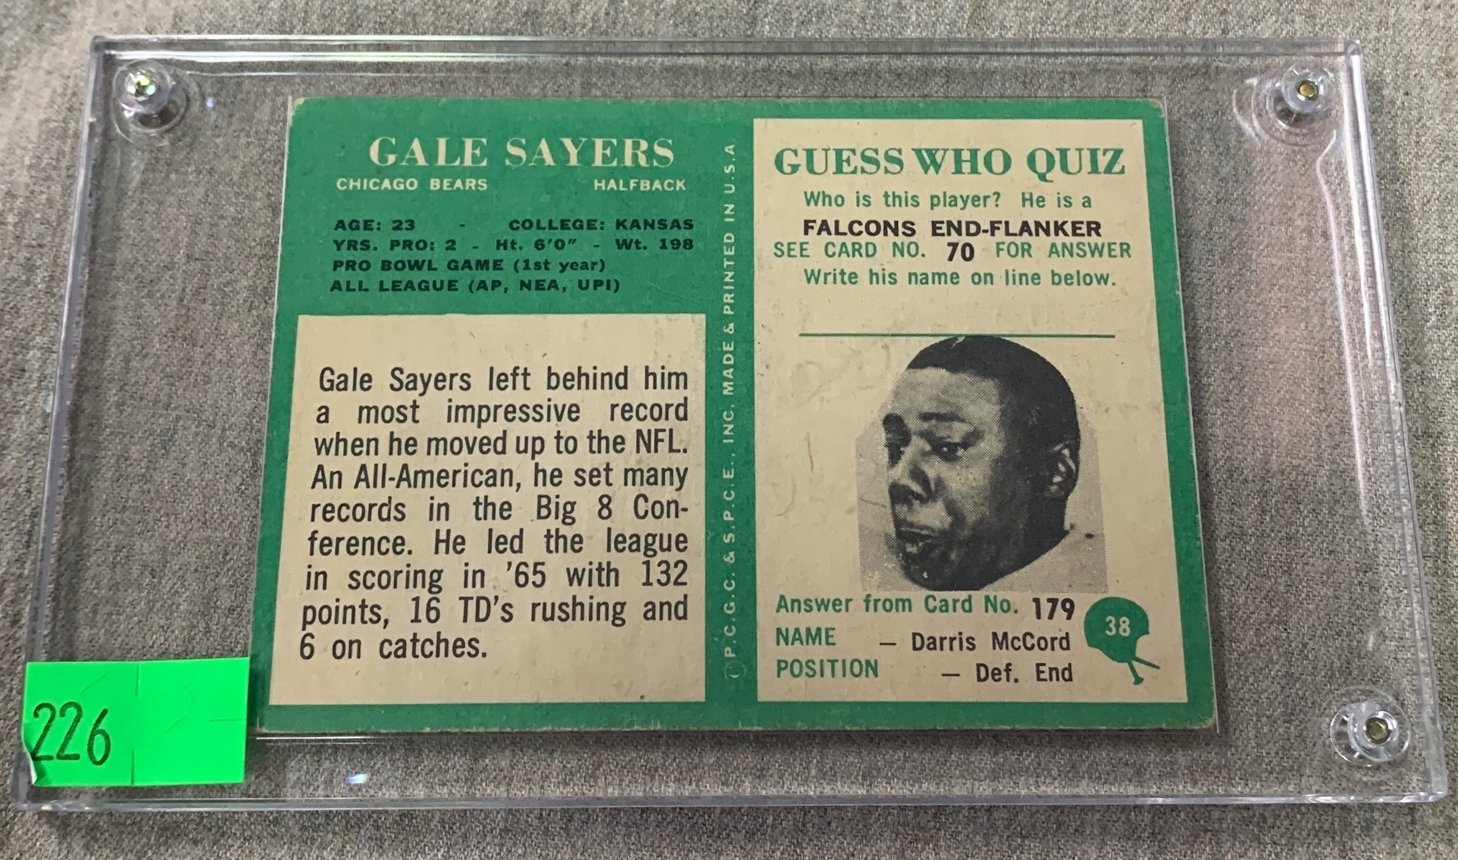 GALE SAYERS
CHICAGO BEARS HALFBACK
AGE: 23 - COLLEGE: KANSAS
YRS. PRO: 2 - Ht. 6'0" - Wt. 198
PRO BOWL GAME (1st year)
ALL LEAGUE (AP, NEA, UPI)
Gale Sayers left behind him
a most impressive record
when he moved up to the NFL.
An All-American, he set many
records in the Big 8 Con-
ference. He led the league
in scoring in '65 with 132
points, 16 TD's rushing and
6 on catches.
P.C.G.C. & S.P.C.E., INC. MADE & PRINTED IN U.S.A.
GUESS WHO QUIZ
Who is this player? He is a
FALCONS END-FLANKER
SEE CARD NO. 70 FOR ANSWER
Write his name on line below.
Answer from Card No. 179
NAME — Darris McCord
POSITION — Def. End
38
226